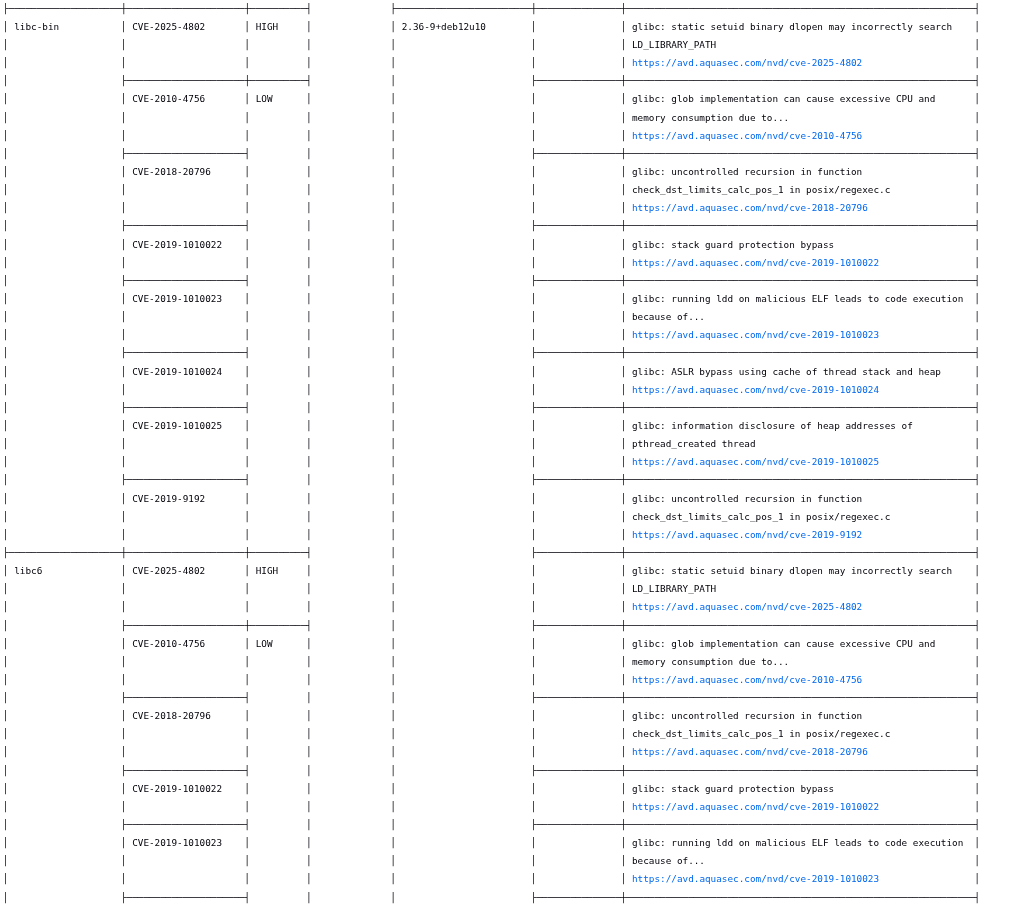 libc-bin CVE-2025-4802 HIGH 2.36-9+deb12u10 glibc: static setuid binary dlopen may incorrectly search
LD_LIBRARY_PATH
https://avd.aquasec.com/nvd/cve-2025-4802
CVE-2010-4756 LOW glibc: glob implementation can cause excessive CPU and
memory consumption due to...
https://avd.aquasec.com/nvd/cve-2010-4756
CVE-2018-20796 glibc: uncontrolled recursion in function
check_dst_limits_calc_pos_1 in posix/regexec.c
https://avd.aquasec.com/nvd/cve-2018-20796
CVE-2019-1010022 glibc: stack guard protection bypass
https://avd.aquasec.com/nvd/cve-2019-1010022
CVE-2019-1010023 glibc: running ldd on malicious ELF leads to code execution
because of...
https://avd.aquasec.com/nvd/cve-2019-1010023
CVE-2019-1010024 glibc: ASLR bypass using cache of thread stack and heap
https://avd.aquasec.com/nvd/cve-2019-1010024
CVE-2019-1010025 glibc: information disclosure of heap addresses of
pthread_created thread
https://avd.aquasec.com/nvd/cve-2019-1010025
CVE-2019-9192 glibc: uncontrolled recursion in function
check_dst_limits_calc_pos_1 in posix/regexec.c
https://avd.aquasec.com/nvd/cve-2019-9192
libc6 CVE-2025-4802 HIGH glibc: static setuid binary dlopen may incorrectly search
LD_LIBRARY_PATH
https://avd.aquasec.com/nvd/cve-2025-4802
CVE-2010-4756 LOW glibc: glob implementation can cause excessive CPU and
memory consumption due to...
https://avd.aquasec.com/nvd/cve-2010-4756
CVE-2018-20796 glibc: uncontrolled recursion in function
check_dst_limits_calc_pos_1 in posix/regexec.c
https://avd.aquasec.com/nvd/cve-2018-20796
CVE-2019-1010022 glibc: stack guard protection bypass
https://avd.aquasec.com/nvd/cve-2019-1010022
CVE-2019-1010023 glibc: running ldd on malicious ELF leads to code execution
because of...
https://avd.aquasec.com/nvd/cve-2019-1010023